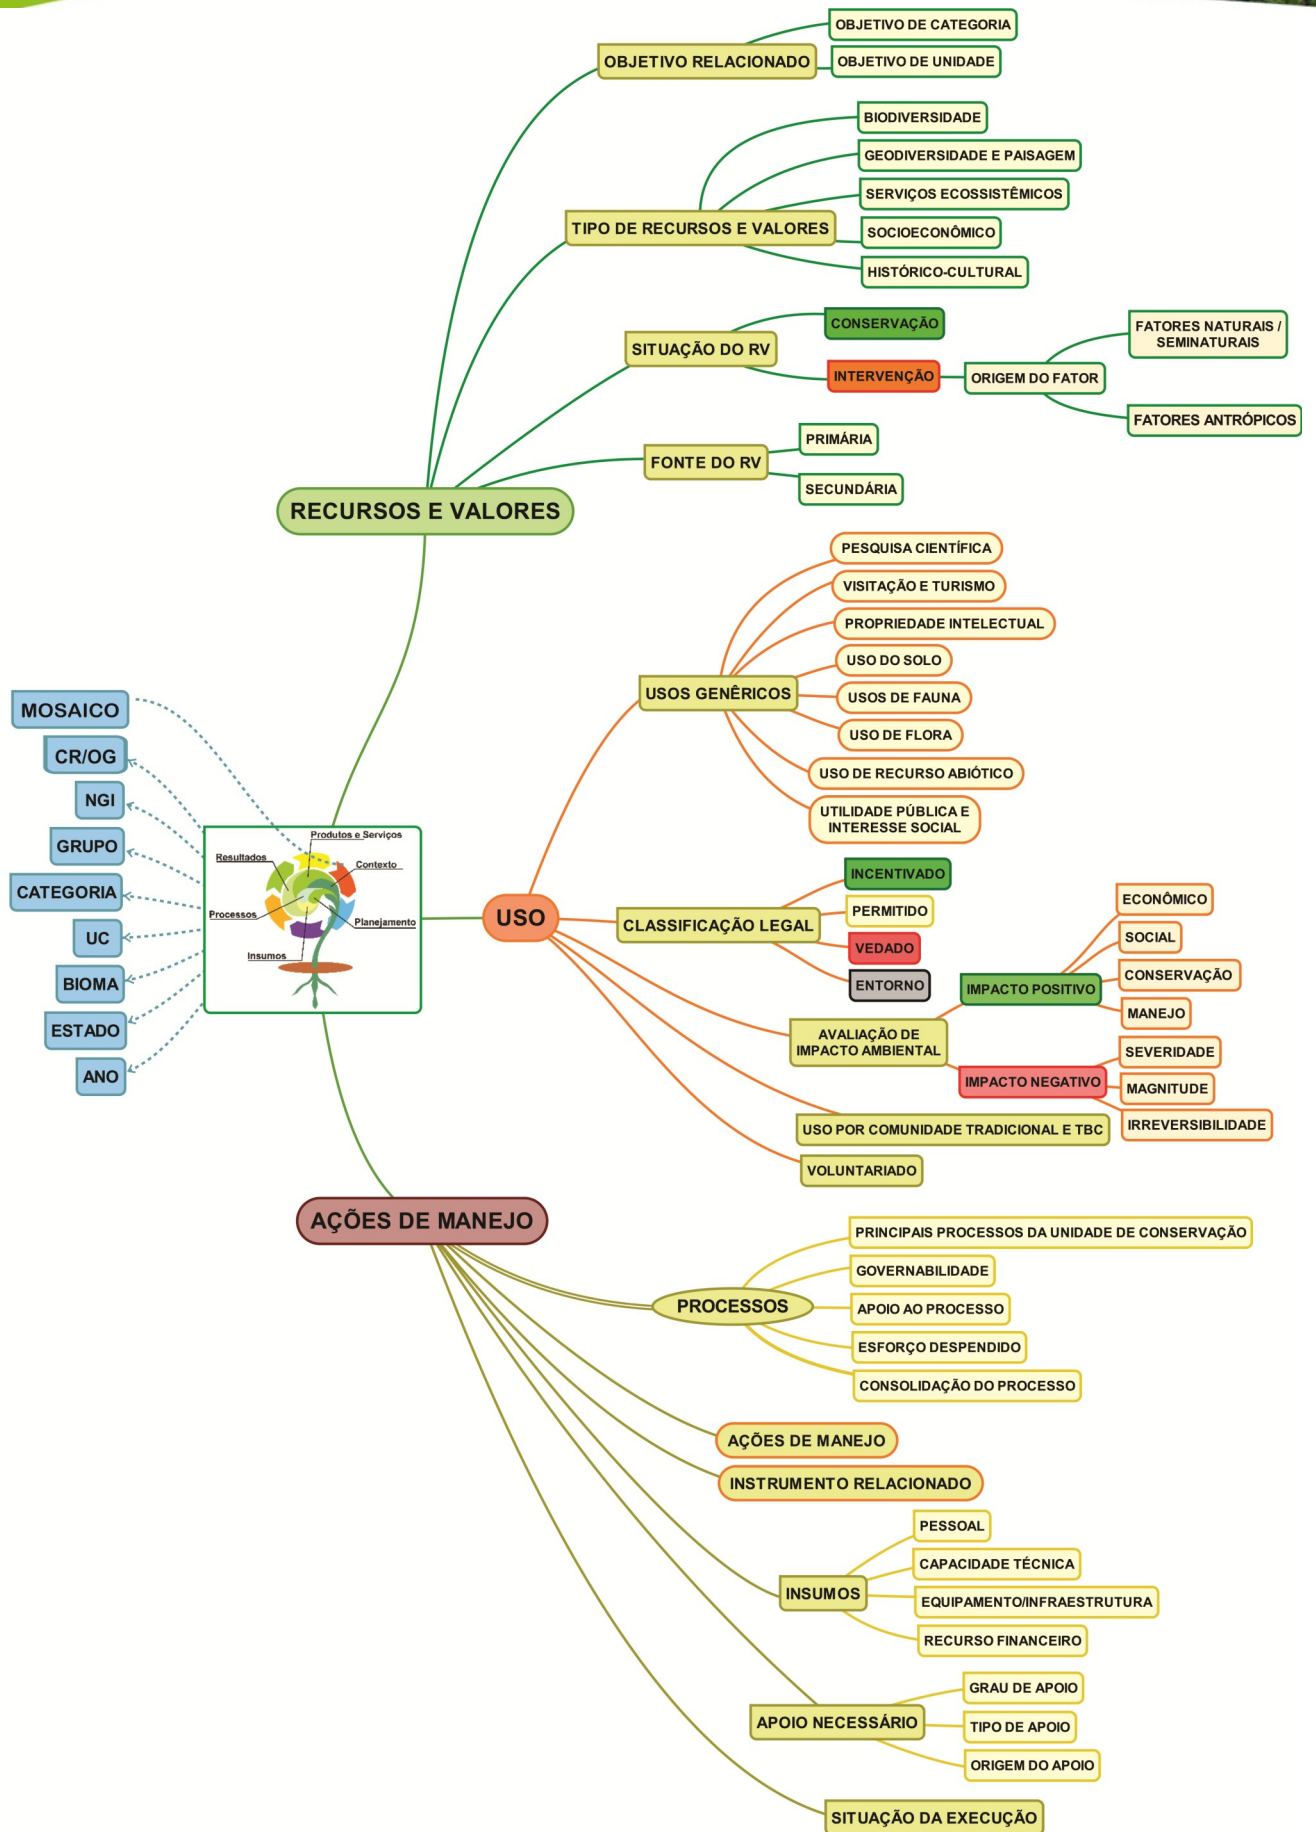 OBJETIVO RELACIONADO
OBJETIVO DE CATEGORIA
OBJETIVO DE UNIDADE
TIPO DE RECURSOS E VALORES
BIODIVERSIDADE
GEODIVERSIDADE E PAISAGEM
SERVIÇOS ECOSSISTÊMICOS
SOCIOECONÔMICO
HISTÓRICO-CULTURAL
SITUAÇÃO DO RV
CONSERVAÇÃO
INTERVENÇÃO
ORIGEM DO FATOR
FATORES NATURAIS /
SEMINATURAIS
FATORES ANTRÓPICOS
FONTE DO RV
PRIMÁRIA
SECUNDÁRIA
RECURSOS E VALORES
MOSAICO
CR/OG
NGI
GRUPO
CATEGORIA
UC
BIOMA
ESTADO
ANO
Produtos e Serviços
Resultados
Contexto
Processos
Planejamento
Insumos
USO
USOS GENÊRICOS
PESQUISA CIENTÍFICA
VISITAÇÃO E TURISMO
PROPRIEDADE INTELECTUAL
USO DO SOLO
USOS DE FAUNA
USO DE FLORA
USO DE RECURSO ABIÓTICO
UTILIDADE PÚBLICA E
INTERESSE SOCIAL
CLASSIFICAÇÃO LEGAL
INCENTIVADO
PERMITIDO
VEDADO
ENTORNO
AVALIAÇÃO DE
IMPACTO AMBIENTAL
IMPACTO POSITIVO
ECONÔMICO
SOCIAL
CONSERVAÇÃO
MANEJO
IMPACTO NEGATIVO
SEVERIDADE
MAGNITUDE
IRREVERSIBILIDADE
USO POR COMUNIDADE TRADICIONAL E TBC
VOLUNTARIADO
AÇÕES DE MANEJO
PROCESSOS
PRINCIPAIS PROCESSOS DA UNIDADE DE CONSERVAÇÃO
GOVERNABILIDADE
APOIO AO PROCESSO
ESFORÇO DESPENDIDO
CONSOLIDAÇÃO DO PROCESSO
AÇÕES DE MANEJO
INSTRUMENTO RELACIONADO
INSUMOS
PESSOAL
CAPACIDADE TÉCNICA
EQUIPAMENTO/INFRAESTRUTURA
RECURSO FINANCEIRO
APOIO NECESSÁRIO
GRAU DE APOIO
TIPO DE APOIO
ORIGEM DO APOIO
SITUAÇÃO DA EXECUÇÃO